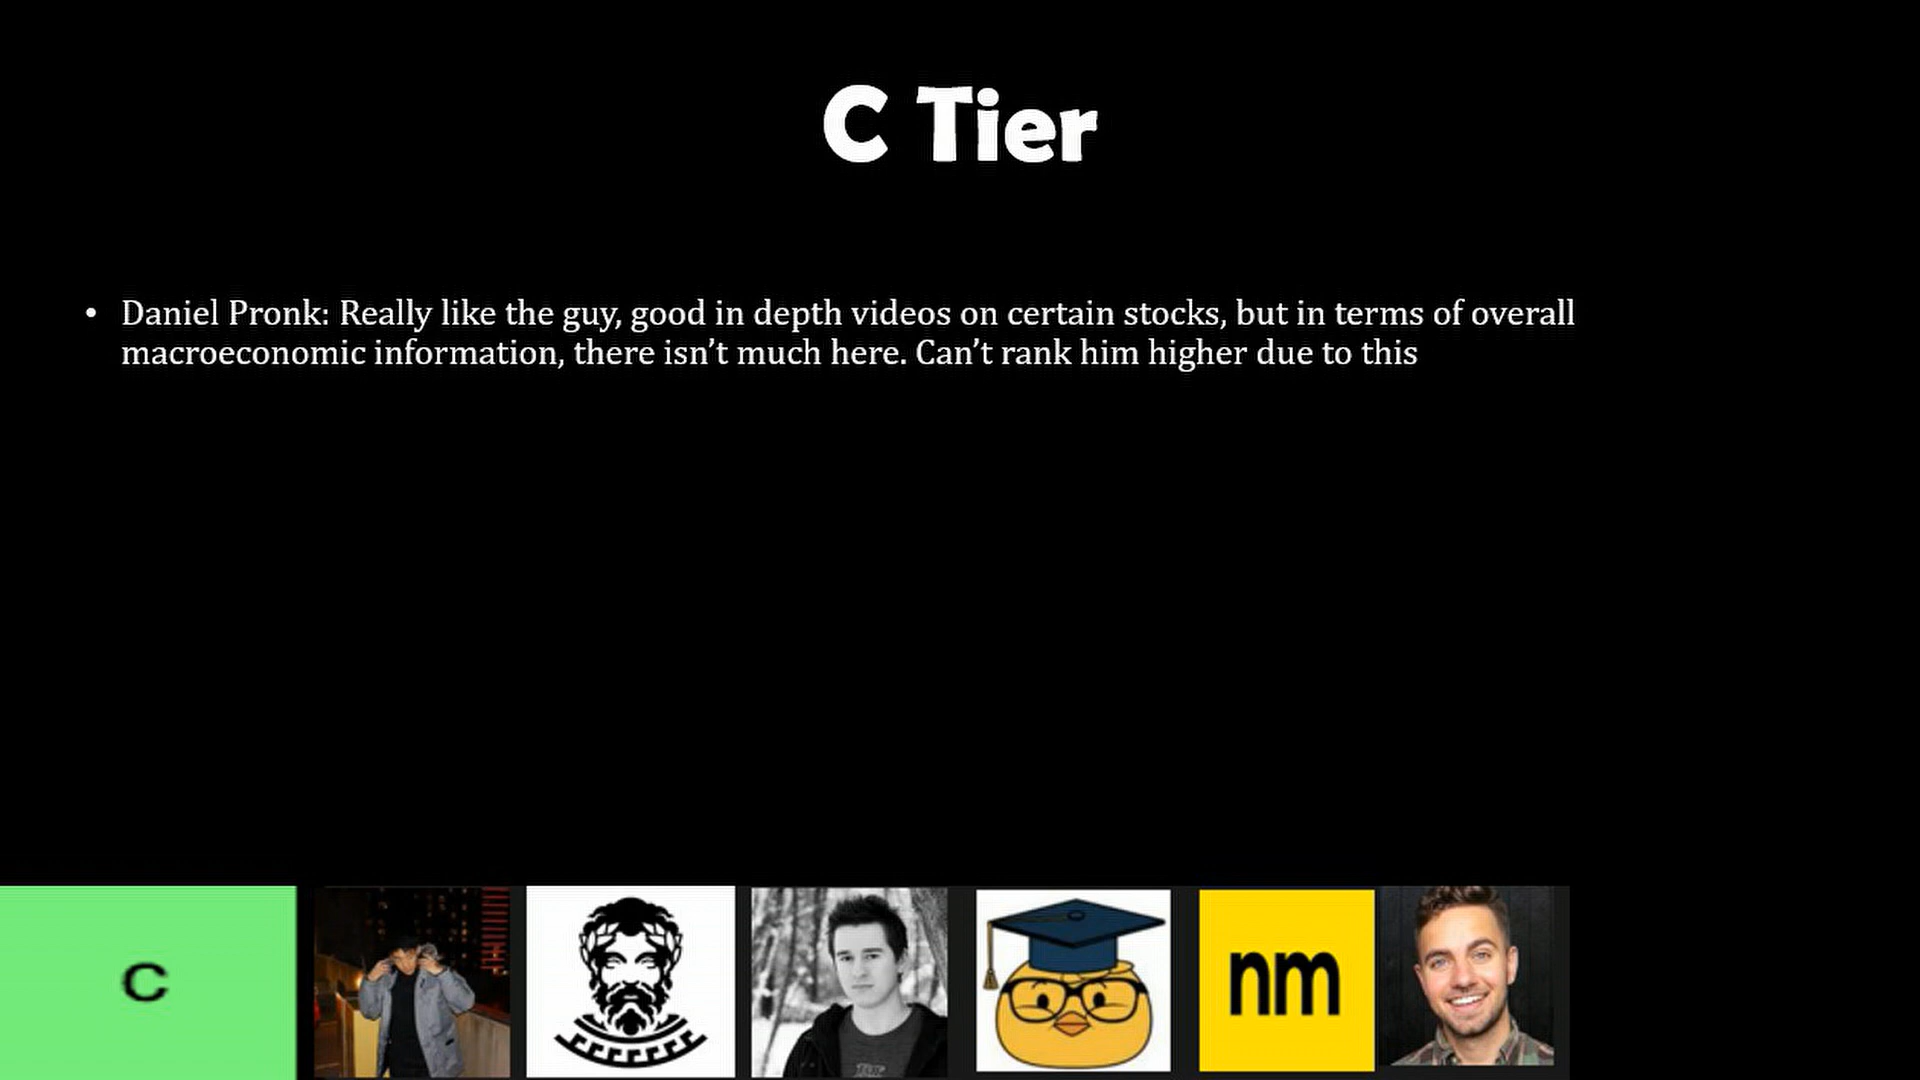 C Tier
• Daniel Pronk: Really like the guy, good in depth videos on certain stocks, but in terms of overall
macroeconomic information, there isn’t much here. Can’t rank him higher due to this
C
nm